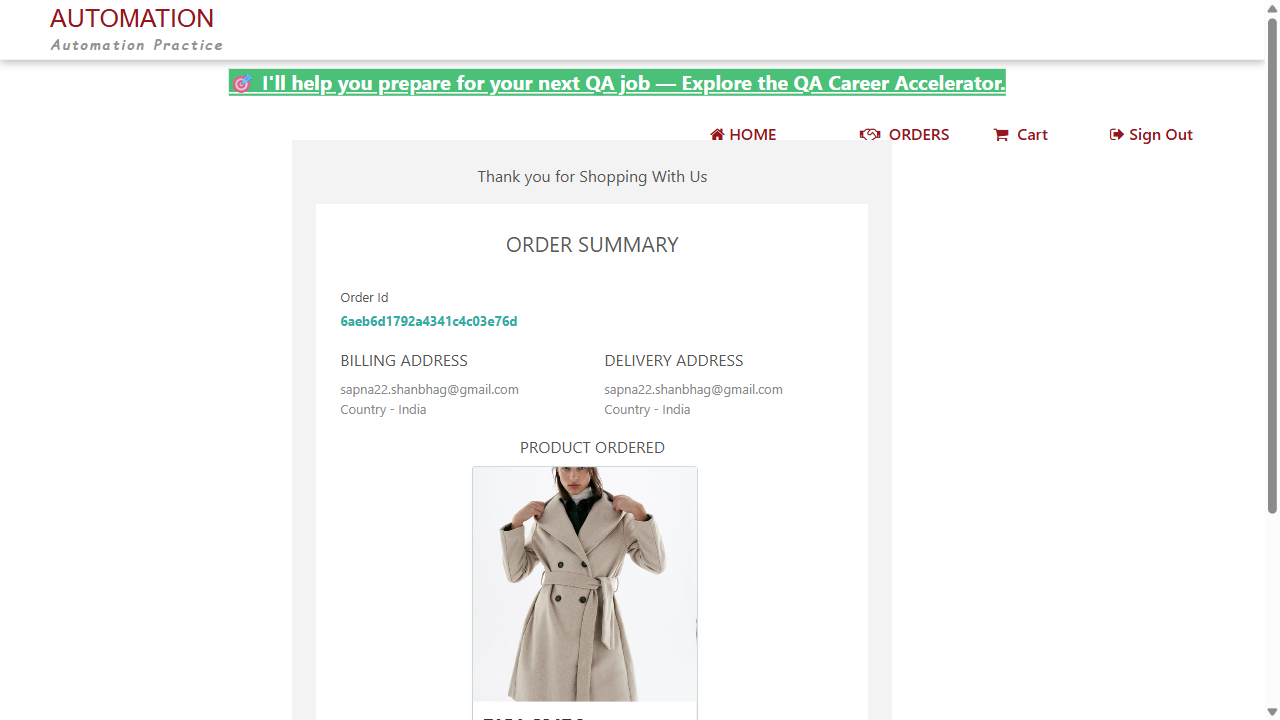 AUTOMATION
Automation Practice
🎯 I'll help you prepare for your next QA job — Explore the QA Career Accelerator.
HOME ORDERS Cart Sign Out
Thank you for Shopping With Us
ORDER SUMMARY
Order Id
6aeb6d1792a4341c4c03e76d
BILLING ADDRESS
sapna22.shanbhag@gmail.com
Country - India
DELIVERY ADDRESS
sapna22.shanbhag@gmail.com
Country - India
PRODUCT ORDERED